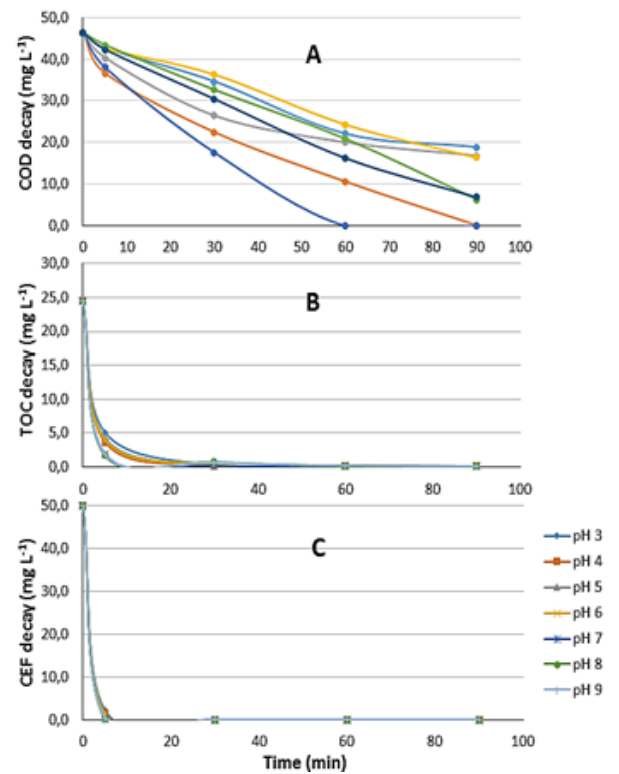 50,0
40,0
30,0
20,0
10,0
0,0
COD decay (mg L⁻¹)
A
0 10 20 30 40 50 60 70 80 90 100
30,0
25,0
20,0
15,0
10,0
5,0
0,0
TOC decay (mg L⁻¹)
B
0 20 40 60 80 100
50,0
40,0
30,0
20,0
10,0
0,0
CEF decay (mg L⁻¹)
C
0 20 40 60 80 100
Time (min)
pH 3
pH 4
pH 5
pH 6
pH 7
pH 8
pH 9